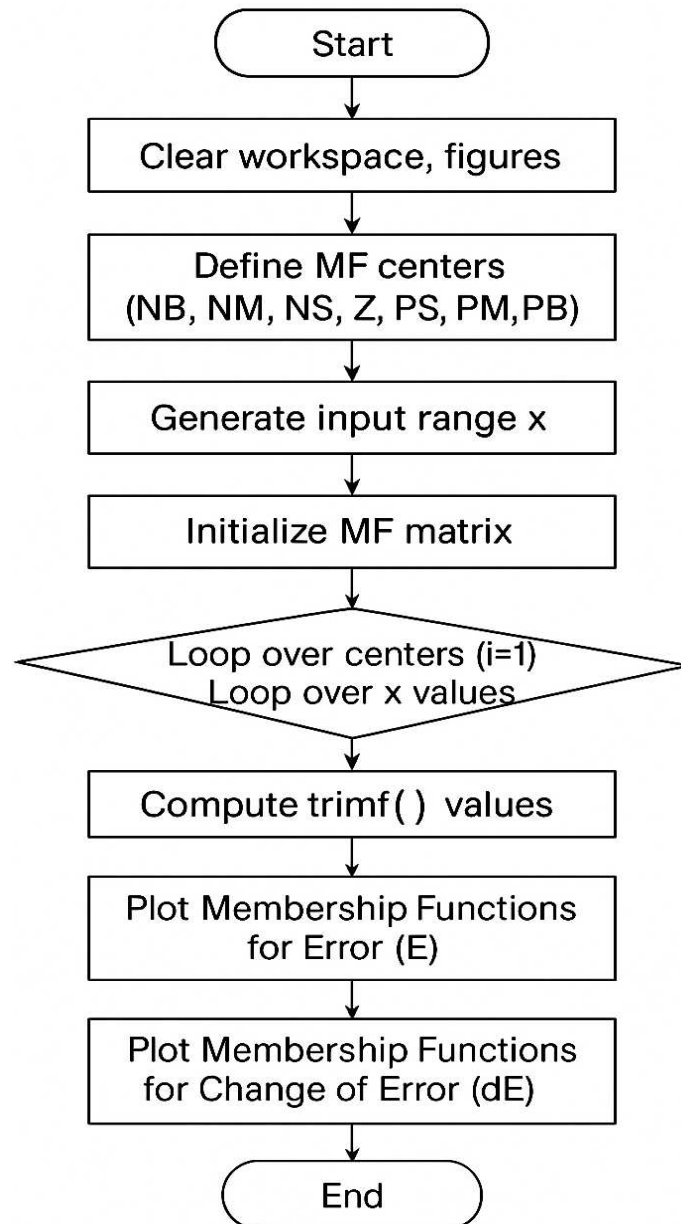 Start
Clear workspace, figures
Define MF centers
(NB, NM, NS, Z, PS, PM,PB)
Generate input range x
Initialize MF matrix
Loop over centers (i=1)
Loop over x values
Compute trimf( ) values
Plot Membership Functions
for Error (E)
Plot Membership Functions
for Change of Error (dE)
End